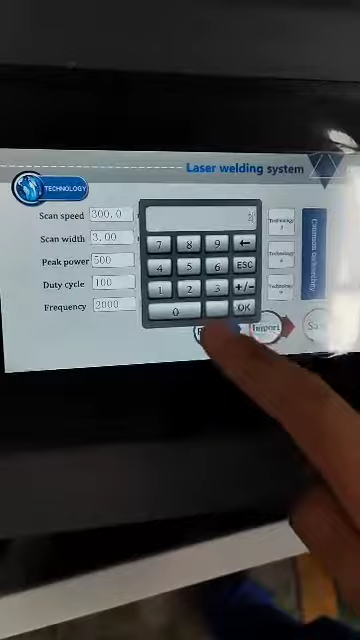 Laser welding system
TECHNOLOGY
Scan speed 300.0
Scan width 3.00
Peak power 500
Duty cycle 100
Frequency 2000
2
7 8 9 ←
4 5 6 ESC
1 2 3 +/-
0 OK
Technology
Technology
Technology
Common technology
Import